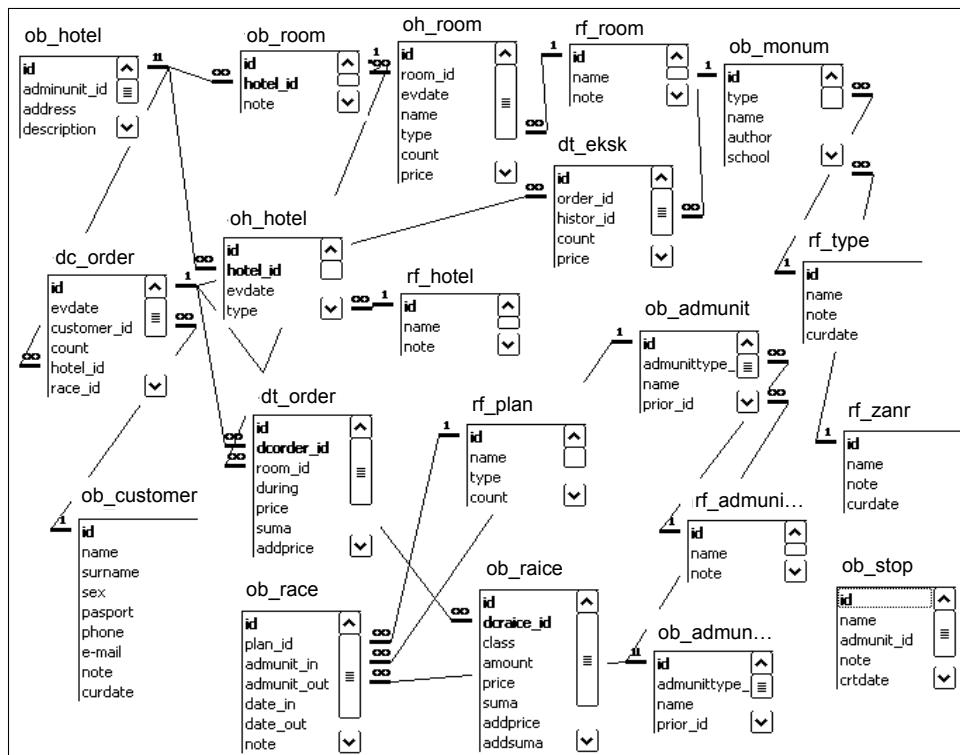 ob_hotel
id
adminunit_id
address
description
ob_room
id
hotel_id
note
oh_room
id
room_id
evdate
name
type
count
price
rf_room
id
name
note
ob_monum
id
type
name
author
school
dt_eksk
id
order_id
histor_id
count
price
oh_hotel
id
hotel_id
evdate
type
rf_hotel
id
name
note
dc_order
id
evdate
customer_id
count
hotel_id
race_id
rf_type
id
name
note
curdate
ob_admunit
id
admunittype_
name
prior_id
dt_order
id
dcorder_id
room_id
during
price
suma
addprice
rf_plan
id
name
type
count
rf_zanr
id
name
note
curdate
ob_customer
id
name
surname
sex
pasport
phone
e-mail
note
curdate
rf_admuni...
id
name
note
ob_race
id
plan_id
admunit_in
admunit_out
date_in
date_out
note
ob_raice
id
dcraice_id
class
amount
price
suma
addprice
addsuma
ob_admun...
id
admunittype_
name
prior_id
ob_stop
id
name
admunit_id
note
crtdate